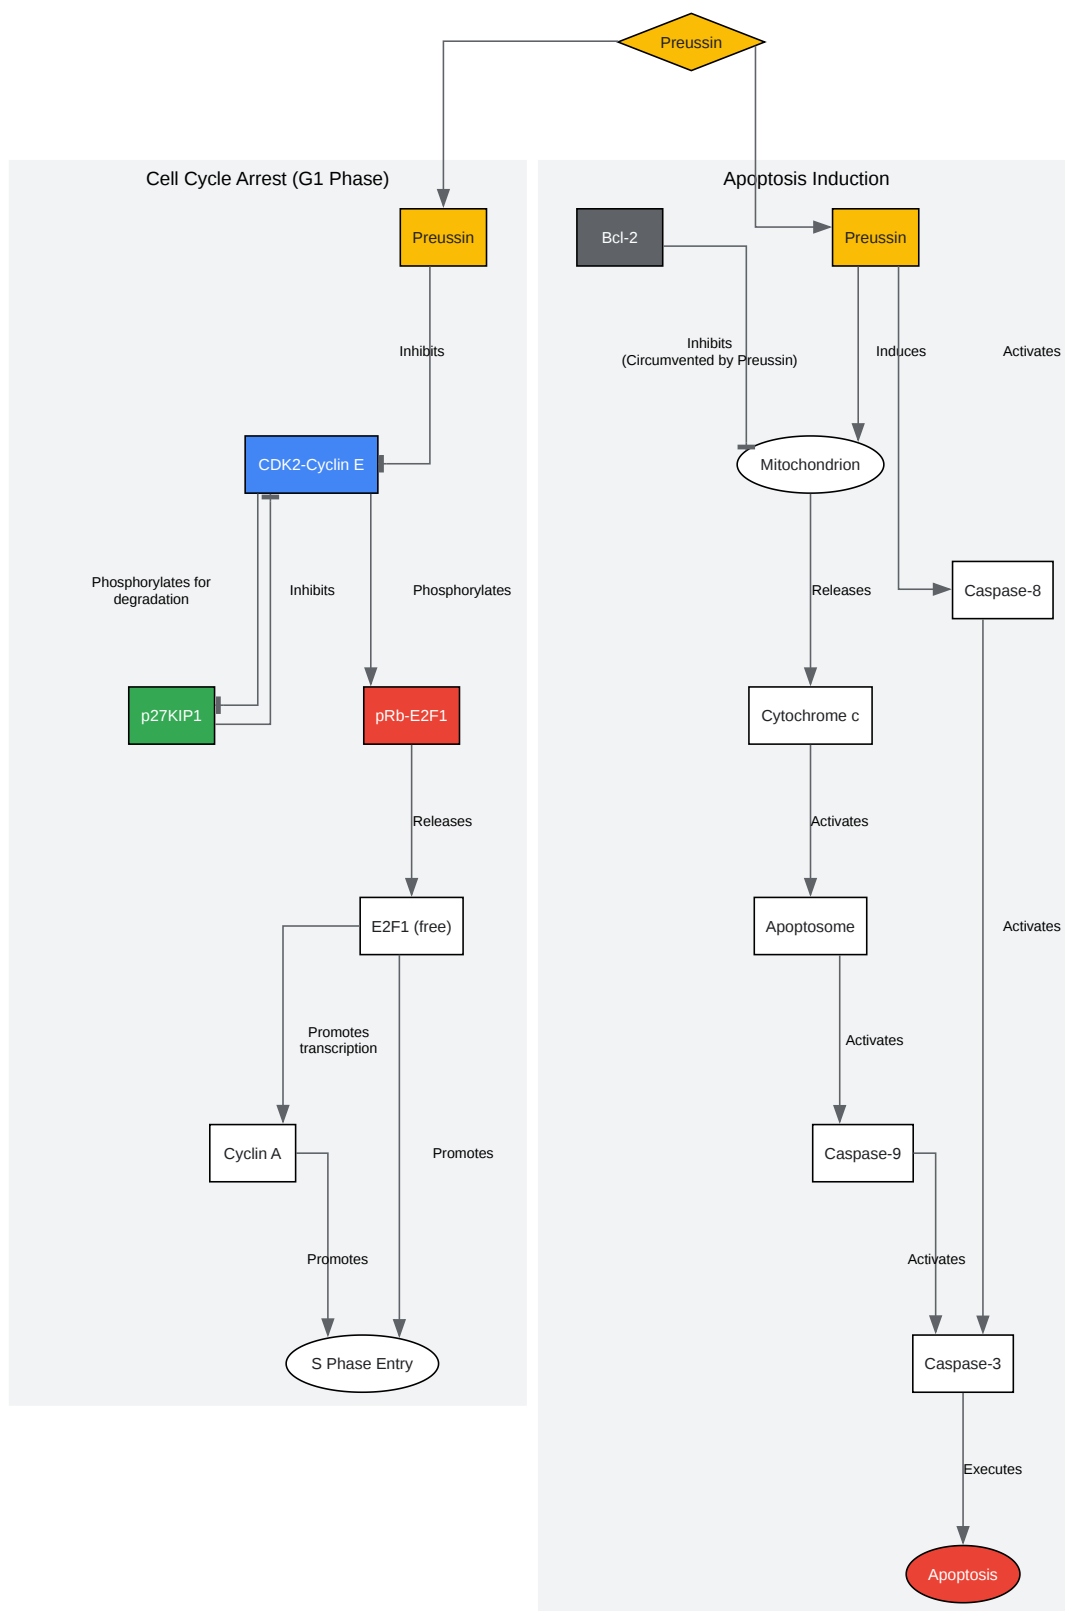 Preussin
Cell Cycle Arrest (G1 Phase)
Preussin
Inhibits
CDK2-Cyclin E
Phosphorylates for
degradation
Inhibits
Phosphorylates
p27KIP1
pRb-E2F1
Releases
E2F1 (free)
Promotes
transcription
Cyclin A
Promotes
Promotes
S Phase Entry
Apoptosis Induction
Bcl-2
Preussin
Inhibits
(Circumvented by Preussin)
Induces
Activates
Mitochondrion
Releases
Caspase-8
Cytochrome c
Activates
Apoptosome
Activates
Activates
Caspase-9
Activates
Caspase-3
Executes
Apoptosis